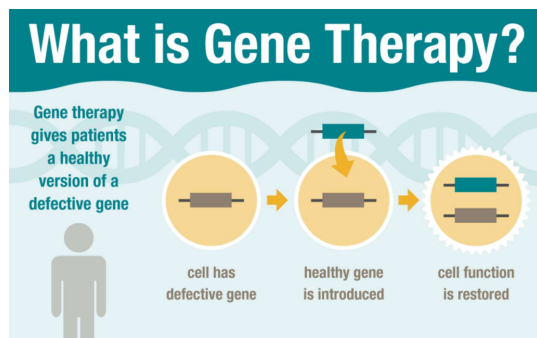 What is Gene Therapy?
Gene therapy
gives patients
a healthy
version of a
defective gene
cell has
defective gene
healthy gene
is introduced
cell function
is restored